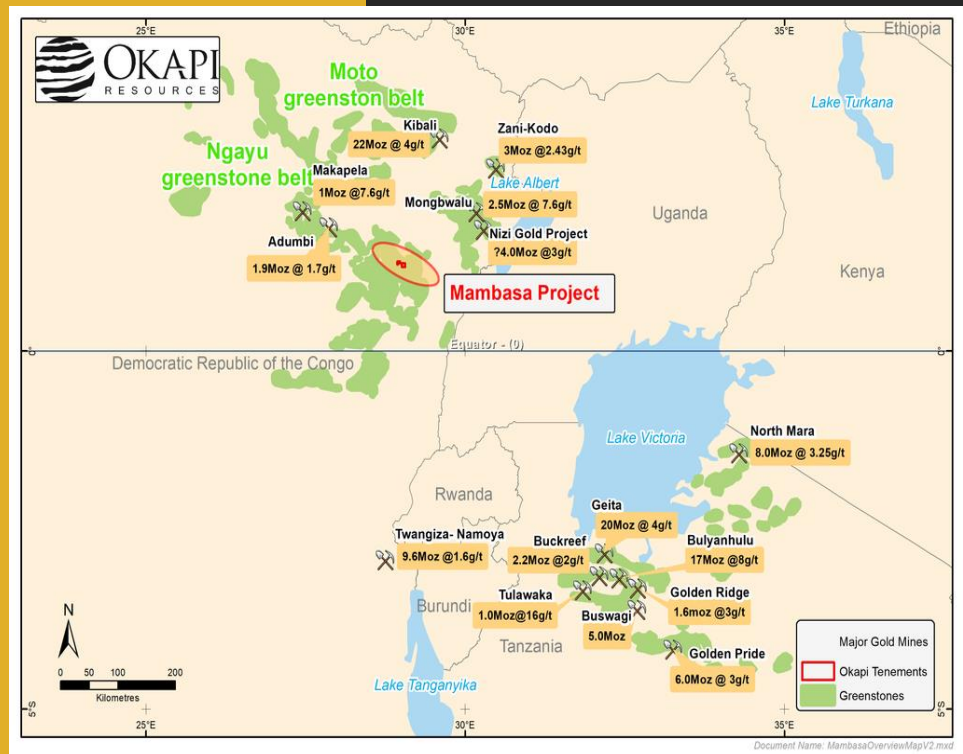 25°E
30°E
35°E
Ethiopia
OKAPI
RESOURCES
Moto
greenston belt
Lake Turkana
Kibali
22Moz @ 4g/t
Zani-Kodo
3Moz @2.43g/t
Ngayu
greenstone belt
Makapela
1Moz @7.6g/t
Lake Albert
Mongbwalu
2.5Moz @ 7.6g/t
Uganda
Adumbi
1.9Moz @ 1.7g/t
Nizi Gold Project
?4.0Moz @3g/t
Kenya
Mambasa Project
0°
Equator - (0)
0°
Democratic Republic of the Congo
Lake Victoria
North Mara
8.0Moz @ 3.25g/t
Rwanda
Geita
20Moz @ 4g/t
Twangiza- Namoya
9.6Moz @1.6g/t
Buckreef
2.2Moz @2g/t
Bulyanhulu
17Moz @8g/t
Tulawaka
1.0Moz@16g/t
Golden Ridge
1.6moz @3g/t
Burundi
Buswagi
5.0Moz
Tanzania
Golden Pride
6.0Moz @ 3g/t
N
0 50 100 200
Kilometres
Lake Tanganyika
Major Gold Mines
Okapi Tenements
Greenstones
5°S
5°S
25°E
30°E
35°E
Document Name: MambasaOverviewMapV2.mxd